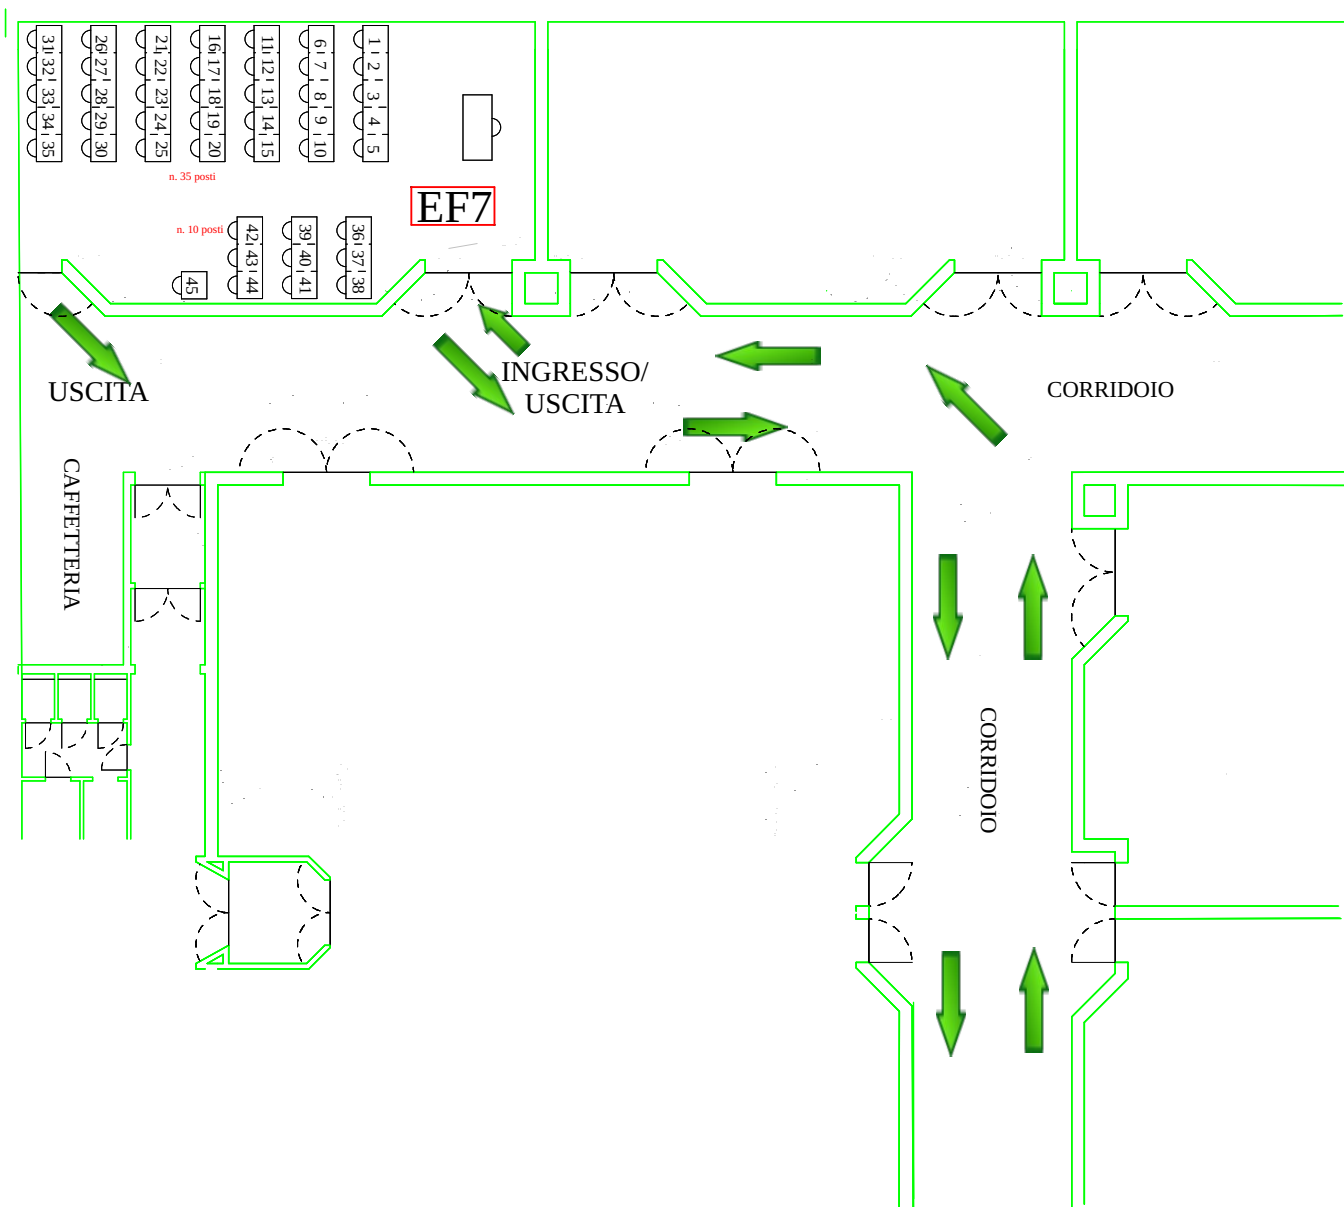 31 26 21 16 11 6 1
32 27 22 17 12 7 2
33 28 23 18 13 8 3
34 29 24 19 14 9 4
35 30 25 20 15 10 5
n. 35 posti
EF7
n. 10 posti
42 39 36
43 40 37
45 44 41 38
USCITA
INGRESSO/
USCITA
CORRIDOIO
CAFFETTERIA
CORRIDOIO